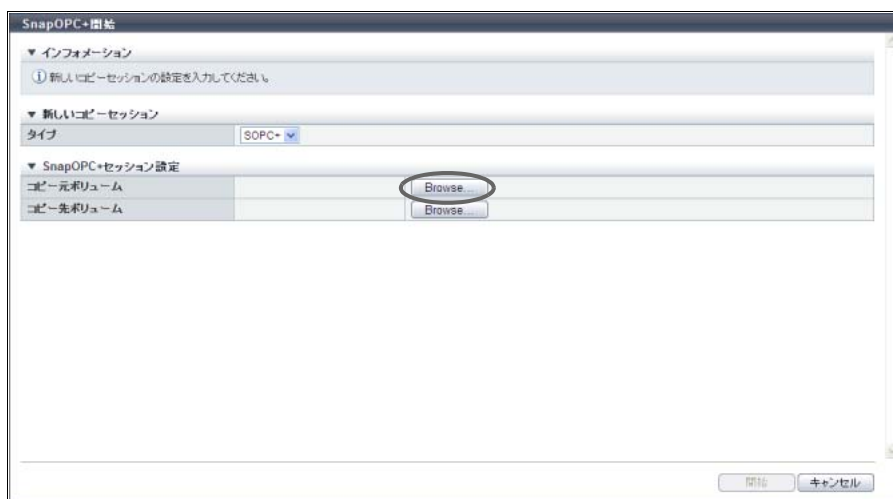 SnapOPC+開始
▼ インフォメーション
新しいコピーセッションの設定を入力してください。
▼ 新しいコピーセッション
タイプ SOPC+
▼ SnapOPC+セッション設定
コピー元ボリューム Browse...
コピー先ボリューム Browse...
開始 キャンセル